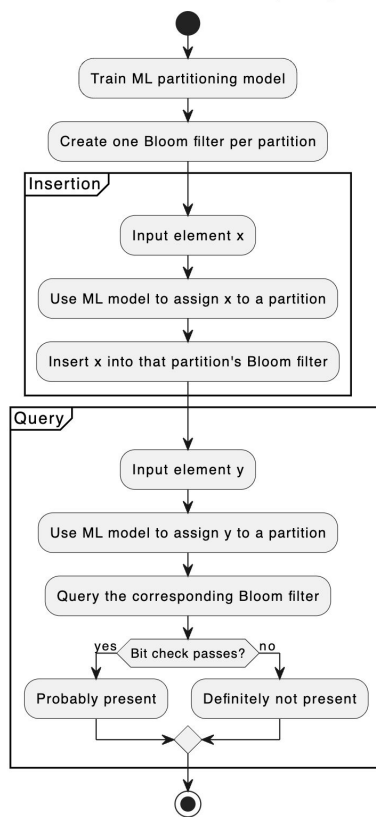 Train ML partitioning model
Create one Bloom filter per partition
Insertion
Input element x
Use ML model to assign x to a partition
Insert x into that partition's Bloom filter
Query
Input element y
Use ML model to assign y to a partition
Query the corresponding Bloom filter
yes Bit check passes? no
Probably present Definitely not present